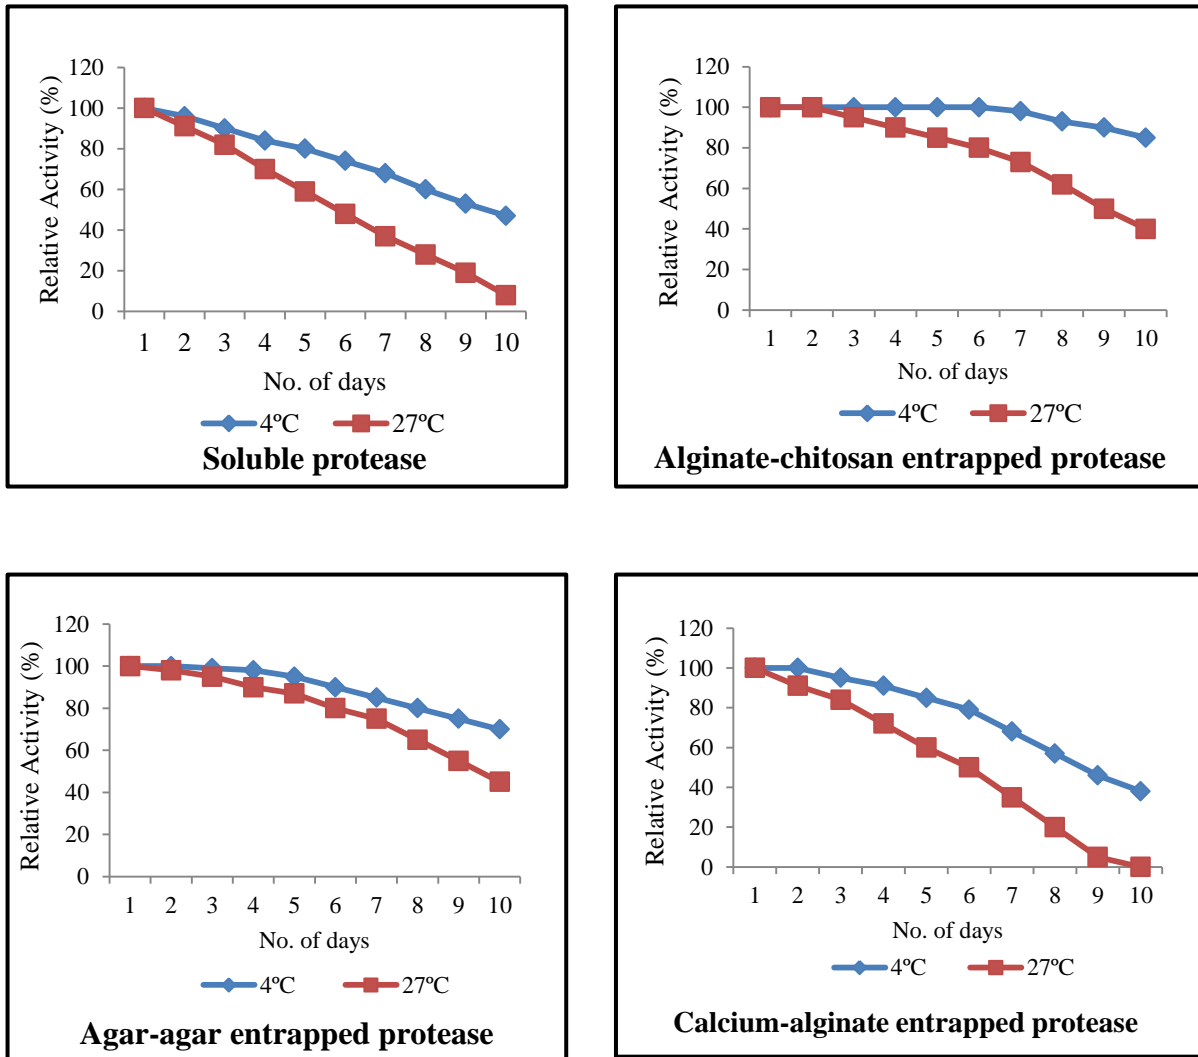 120
100
80
60
40
20
0
Relative Activity (%)
1 2 3 4 5 6 7 8 9 10
No. of days
4ºC 27ºC
Soluble protease
120
100
80
60
40
20
0
Relative Activity (%)
1 2 3 4 5 6 7 8 9 10
No. of days
4ºC 27ºC
Alginate-chitosan entrapped protease
120
100
80
60
40
20
0
Relative Activity (%)
1 2 3 4 5 6 7 8 9 10
No. of days
4ºC 27ºC
Agar-agar entrapped protease
120
100
80
60
40
20
0
Relative Activity (%)
1 2 3 4 5 6 7 8 9 10
No. of days
4ºC 27ºC
Calcium-alginate entrapped protease